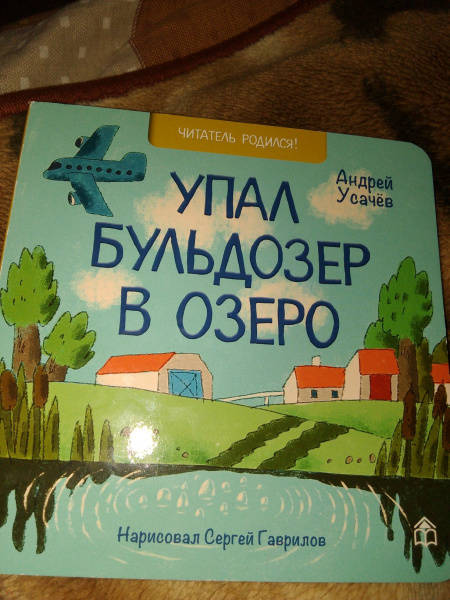 ЧИТАТЕЛЬ РОДИЛСЯ!
Андрей
Усачёв
УПАЛ
БУЛЬДОЗЕР
В ОЗЕРО
Нарисовал Сергей Гаврилов